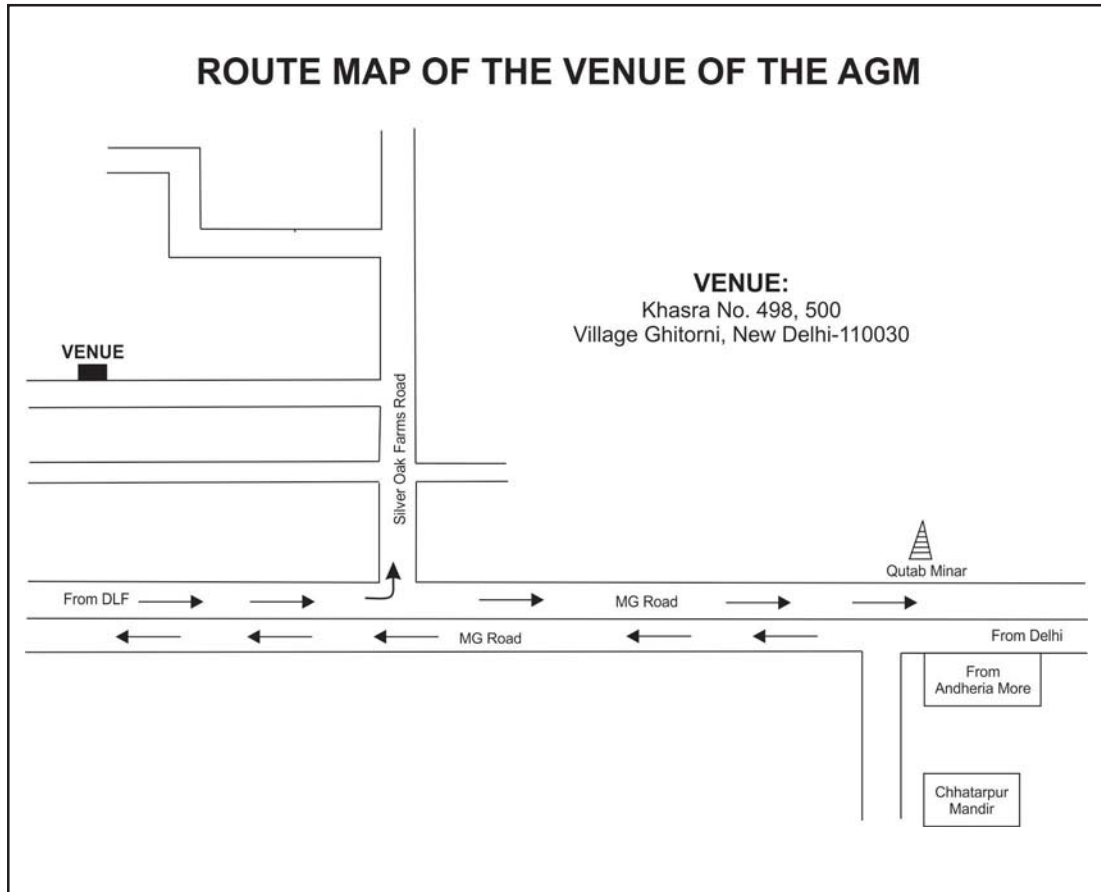 ROUTE MAP OF THE VENUE OF THE AGM
VENUE:
Khasra No. 498, 500
Village Ghitorni, New Delhi-110030
VENUE
Silver Oak Farms Road
Qutab Minar
From DLF
MG Road
MG Road
From Delhi
From
Andheria More
Chhatarpur
Mandir